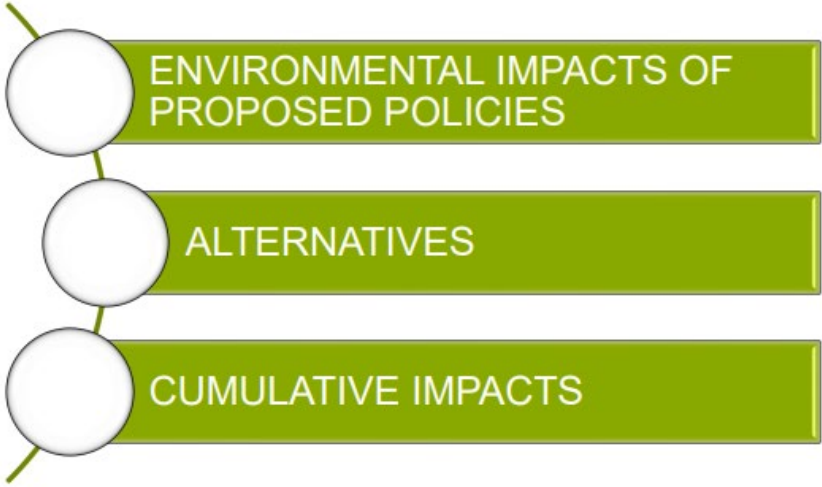 ENVIRONMENTAL IMPACTS OF
PROPOSED POLICIES
ALTERNATIVES
CUMULATIVE IMPACTS